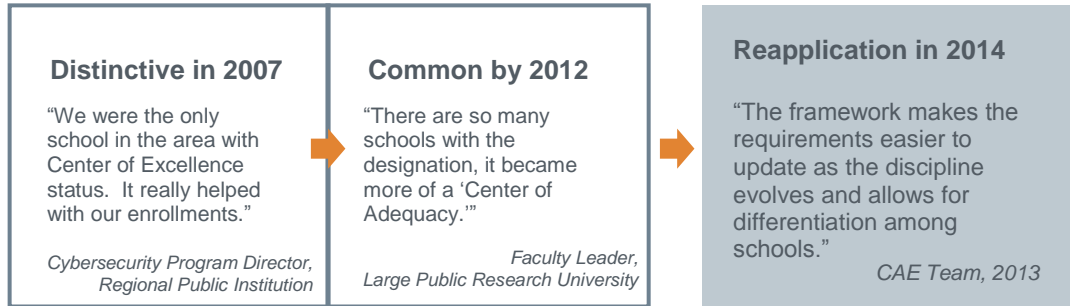 Distinctive in 2007
“We were the only
school in the area with
Center of Excellence
status.  It really helped
with our enrollments.”
Cybersecurity Program Director,
Regional Public Institution
Common by 2012
“There are so many
schools with the
designation, it became
more of a ‘Center of
Adequacy.’”
Faculty Leader,
Large Public Research University
Reapplication in 2014
“The framework makes the
requirements easier to
update as the discipline
evolves and allows for
differentiation among
schools.”
CAE Team, 2013